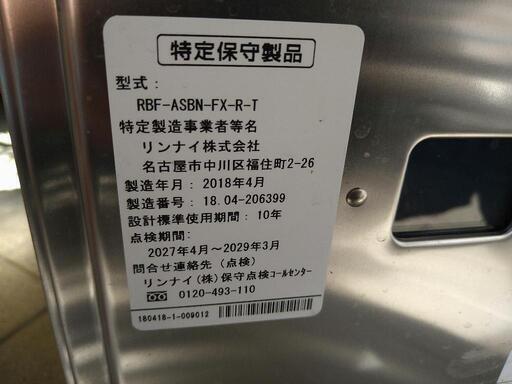 特定保守製品
型式：
RBF-ASBN-FX-R-T
特定製造事業者等名
リンナイ株式会社
名古屋市中川区福住町2-26
製造年月：2018年4月
製造番号：18.04-206399
設計標準使用期間：10年
点検期間：
2027年4月～2029年3月
問合せ連絡先（点検）
リンナイ(株)保守点検コールセンター
0120-493-110
180418-1-009012